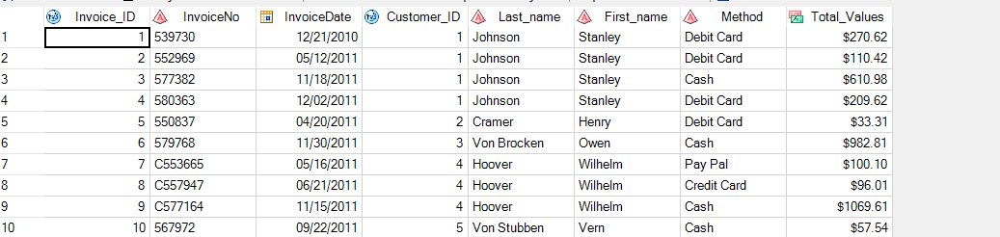 Invoice_ID InvoiceNo InvoiceDate Customer_ID Last_name First_name Method Total_Values
1 1 539730 12/21/2010 1 Johnson Stanley Debit Card $270.62
2 2 552969 05/12/2011 1 Johnson Stanley Debit Card $110.42
3 3 577382 11/18/2011 1 Johnson Stanley Cash $610.98
4 4 580363 12/02/2011 1 Johnson Stanley Debit Card $209.62
5 5 550837 04/20/2011 2 Cramer Henry Debit Card $33.31
6 6 579768 11/30/2011 3 Von Brocken Owen Cash $982.81
7 7 C553665 05/16/2011 4 Hoover Wilhelm Pay Pal $100.10
8 8 C557947 06/21/2011 4 Hoover Wilhelm Credit Card $96.01
9 9 C577164 11/15/2011 4 Hoover Wilhelm Cash $1069.61
10 10 567972 09/22/2011 5 Von Stubben Vern Cash $57.54